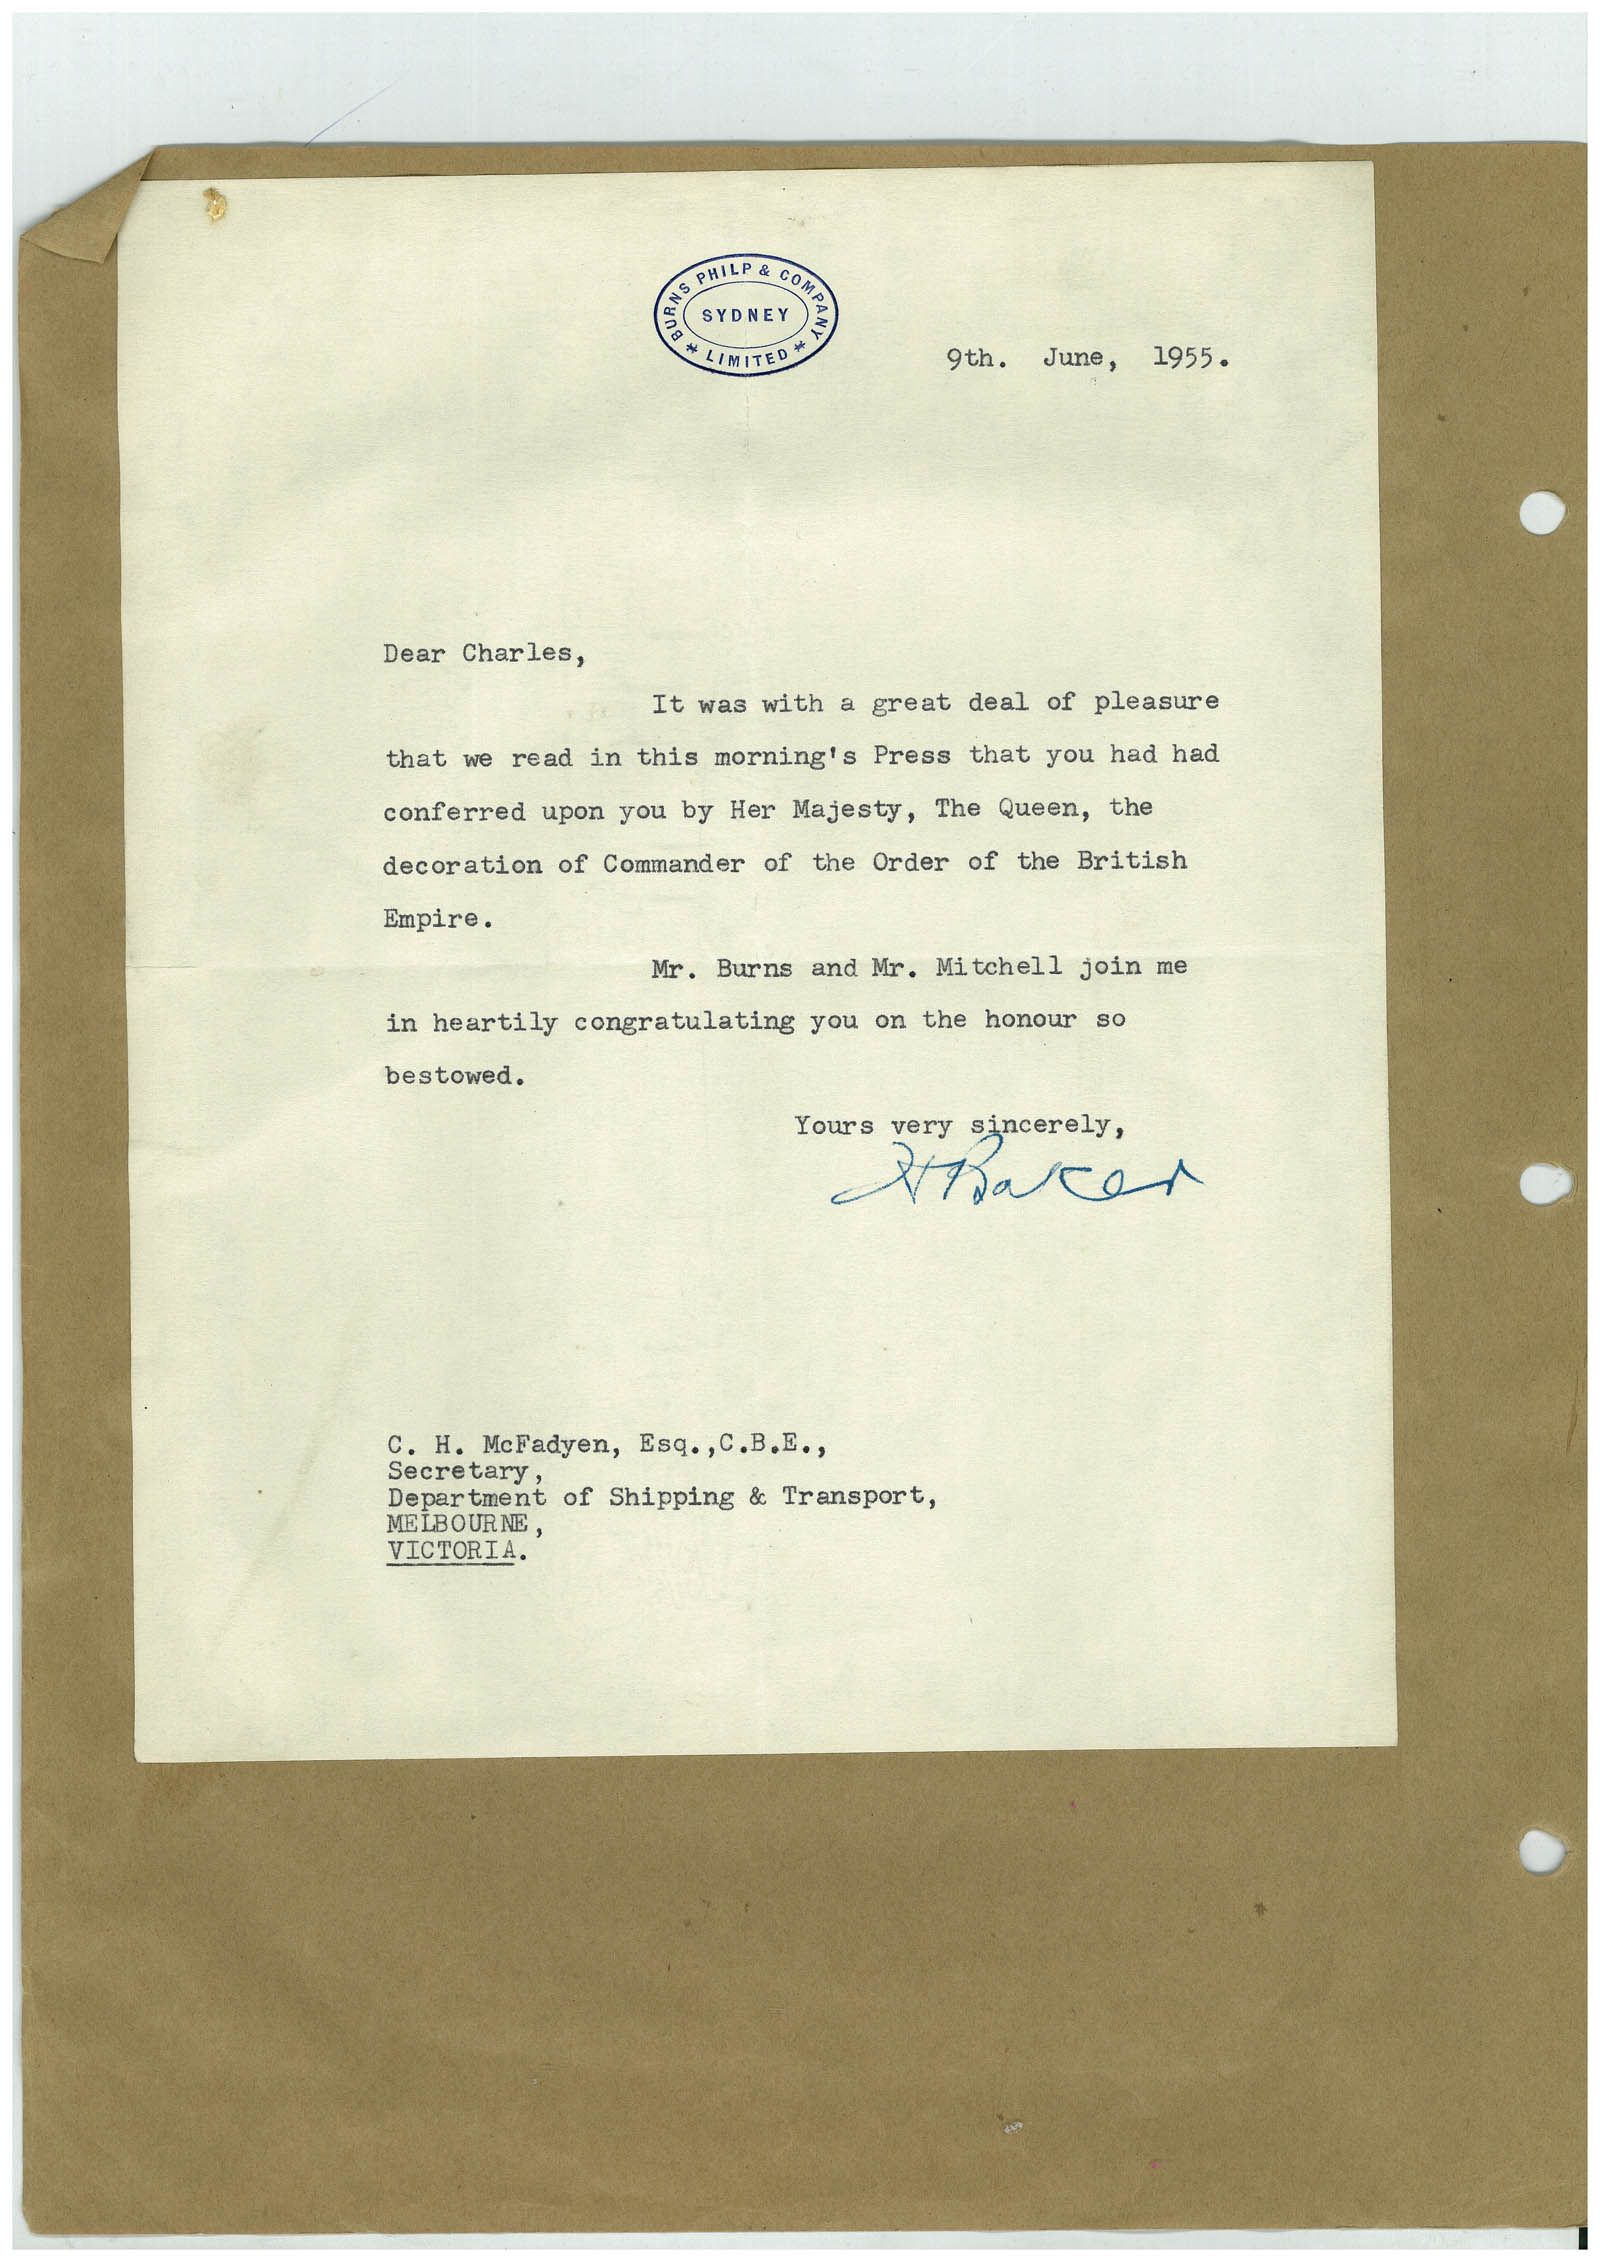 BURNS PHILP & COMPANY
LIMITED
SYDNEY
9th. June, 1955.
Dear Charles,
It was with a great deal of pleasure
that we read in this morning's Press that you had had
conferred upon you by Her Majesty, The Queen, the
decoration of Commander of the Order of the British
Empire.
Mr. Burns and Mr. Mitchell join me
in heartily congratulating you on the honour so
bestowed.
Yours very sincerely,
H Baker
C. H. McFadyen, Esq.,C.B.E.,
Secretary,
Department of Shipping & Transport,
MELBOURNE,
VICTORIA.